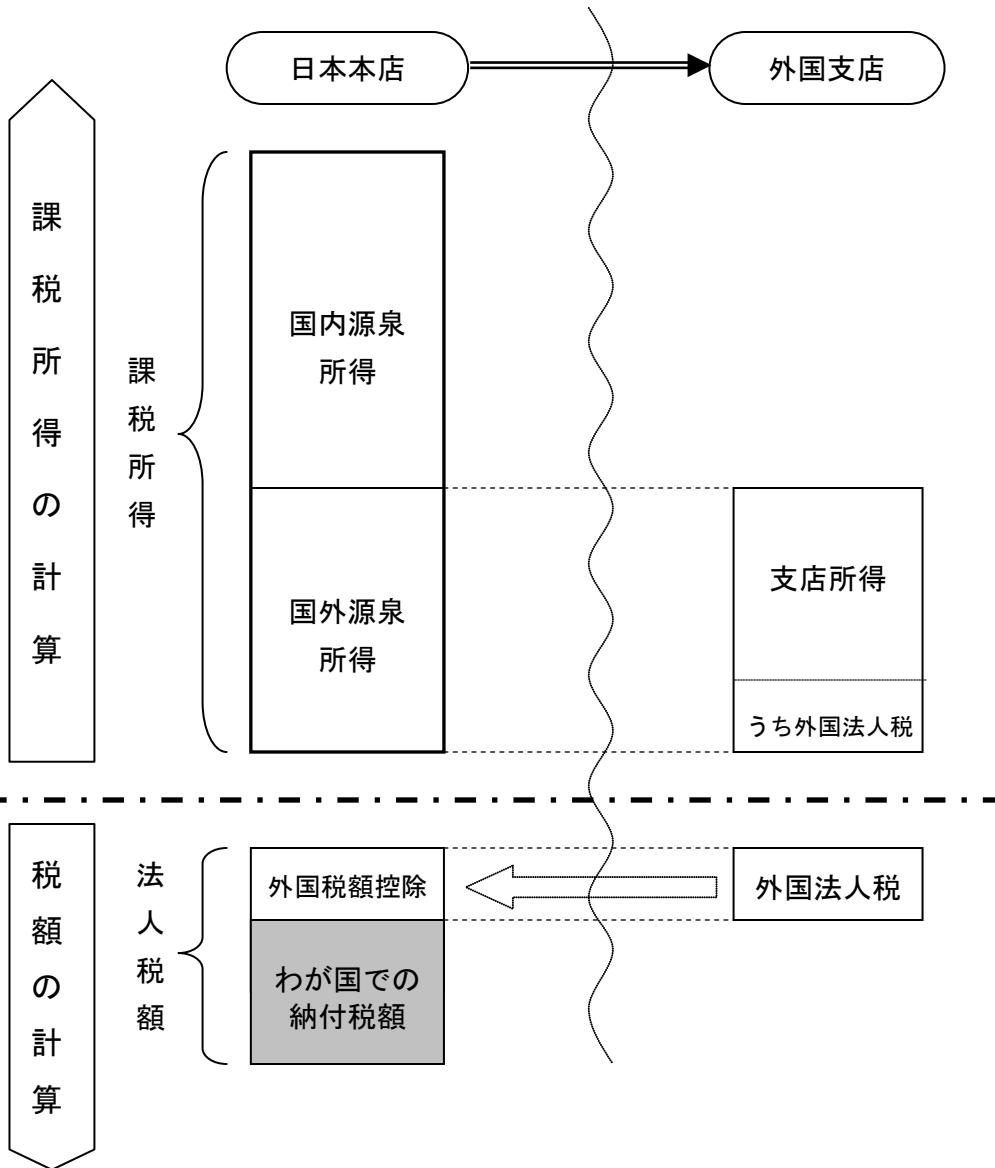 日本本店
外国支店
課税所得の計算
課税所得
国内源泉
所得
国外源泉
所得
支店所得
うち外国法人税
税額の計算
法人税額
外国税額控除
外国法人税
わが国での
納付税額